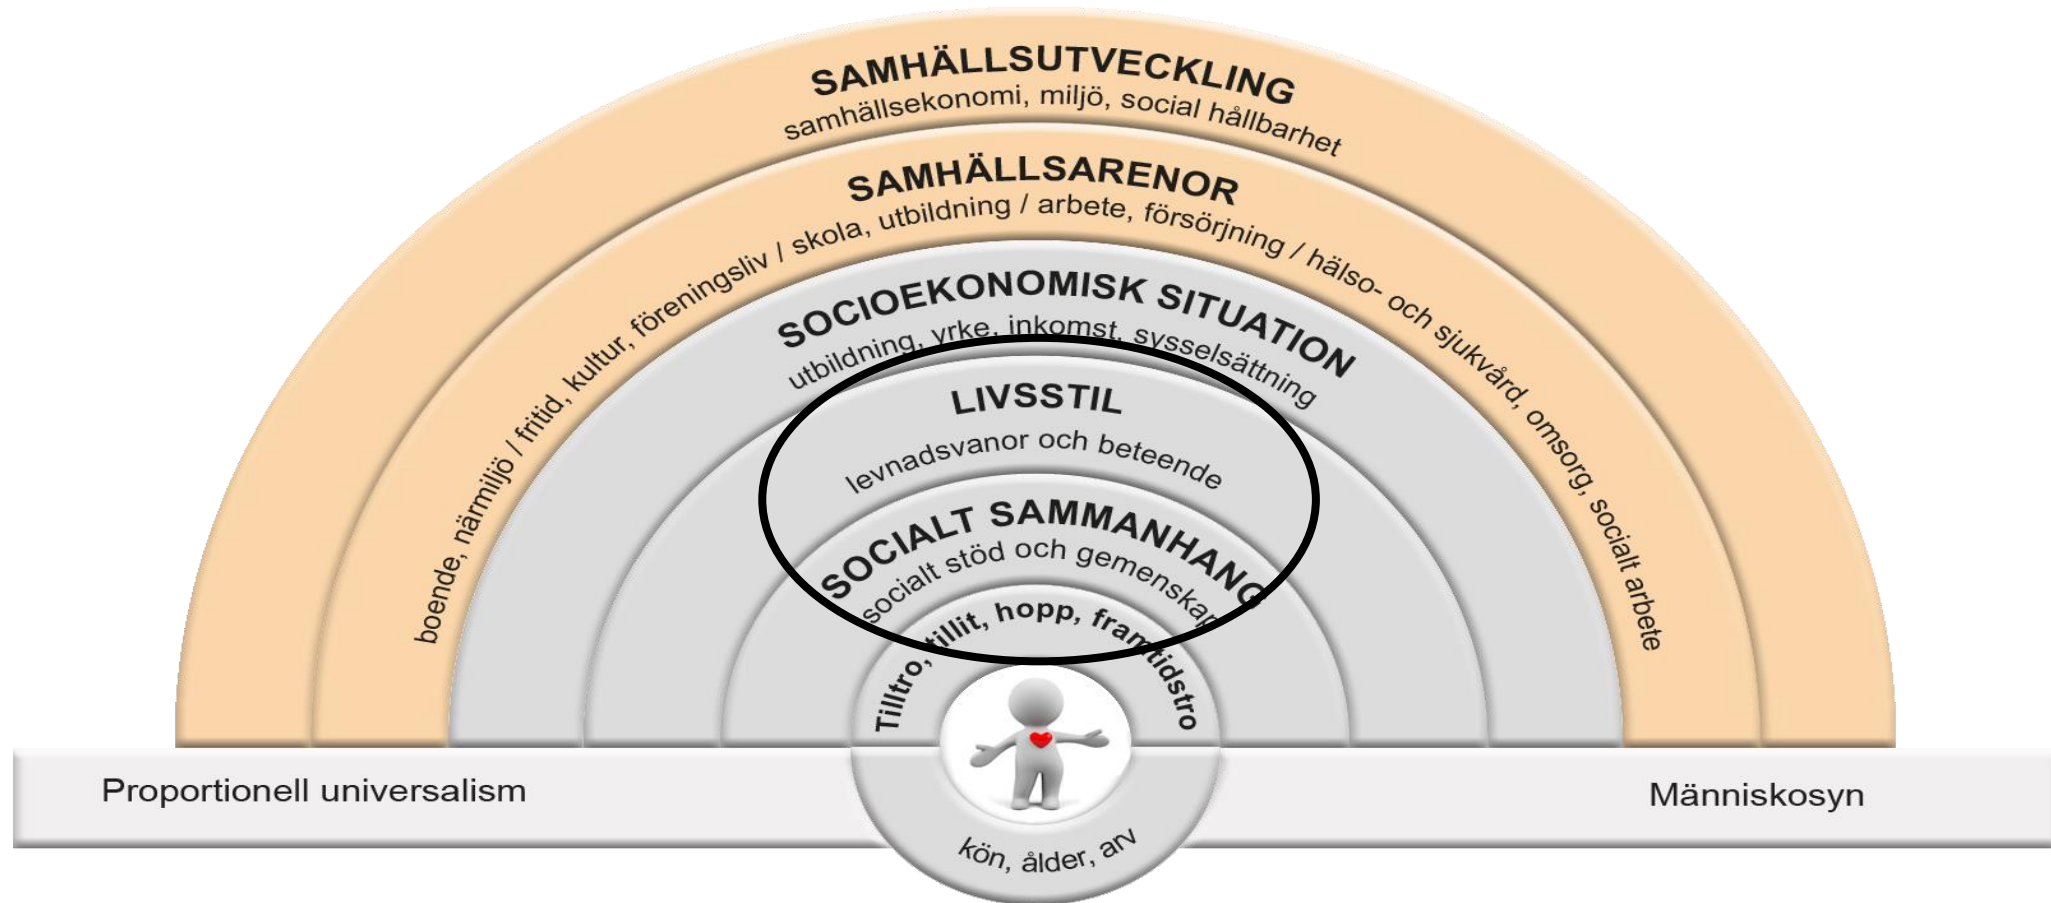 SAMHÄLLSUTVECKLING
samhällsekonomi, miljö, social hållbarhet
SAMHÄLLSARENOR
boende, närmiljö / fritid, kultur, föreningsliv / skola, utbildning / arbete, försörjning / hälso- och sjukvård, omsorg, socialt arbete
SOCIOEKONOMISK SITUATION
utbildning, yrke, inkomst, sysselsättning
LIVSSTIL
levnadsvanor och beteende
SOCIALT SAMMANHANG
socialt stöd och gemenskap
Tilltro, tillit, hopp, framtidstro
Proportionell universalism
Människosyn
kön, ålder, arv